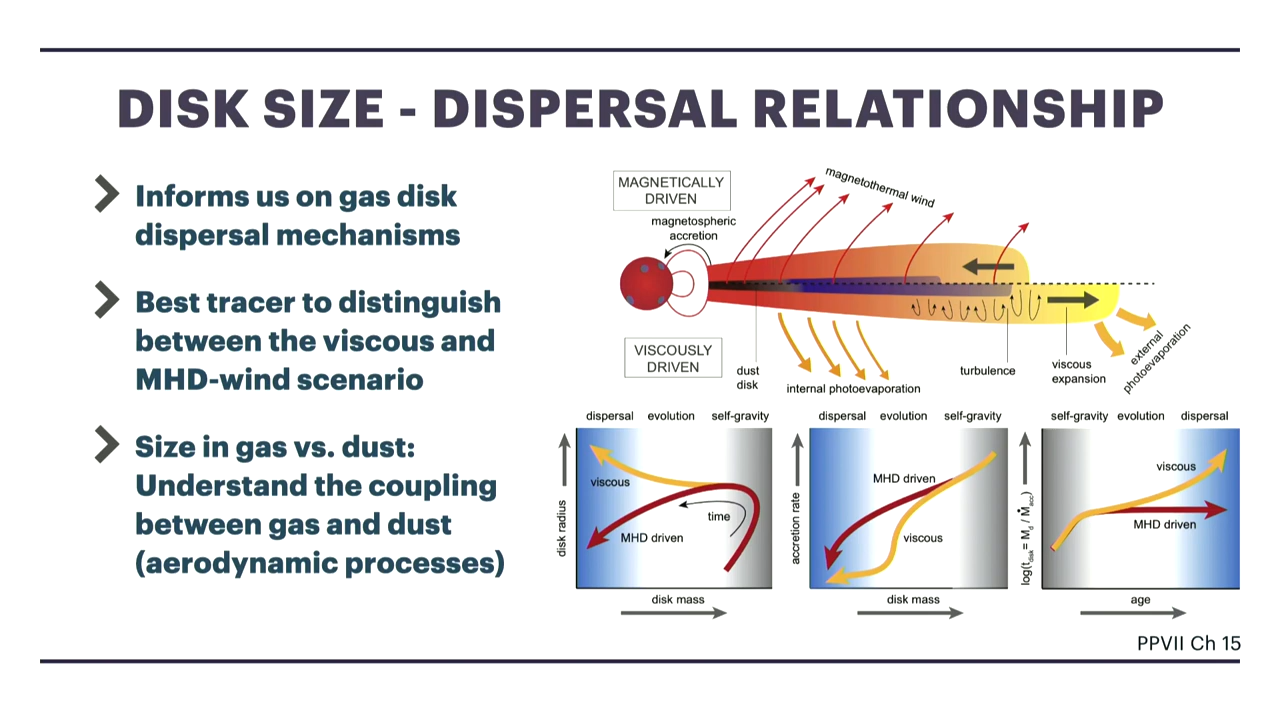 DISK SIZE - DISPERSAL RELATIONSHIP
Informs us on gas disk
dispersal mechanisms
Best tracer to distinguish
between the viscous and
MHD-wind scenario
Size in gas vs. dust:
Understand the coupling
between gas and dust
(aerodynamic processes)
MAGNETICALLY
DRIVEN
magnetothermal wind
magnetospheric
accretion
VISCOUSLY
DRIVEN
dust
disk
internal photoevaporation
turbulence
viscous
expansion
external
photoevaporation
dispersal evolution self-gravity
disk radius
viscous
time
MHD driven
disk mass
dispersal evolution self-gravity
accretion rate
MHD driven
viscous
disk mass
self-gravity evolution dispersal
log(t_disk = M_d / Ṁ_acc)
viscous
MHD driven
age
PPVII Ch 15